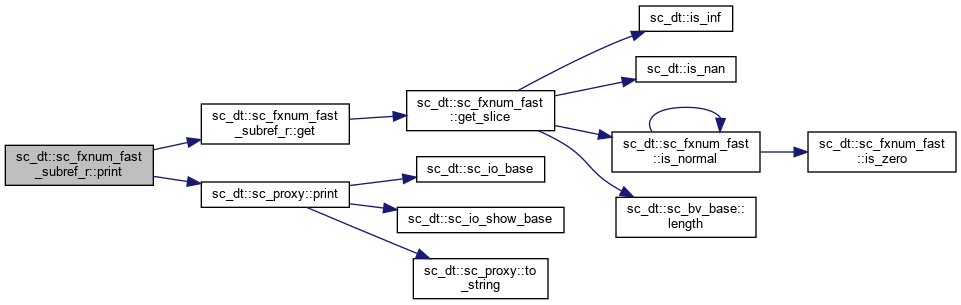 sc_dt::sc_fxnum_fast
_subref_r::print
sc_dt::sc_fxnum_fast
_subref_r::get
sc_dt::sc_proxy::print
sc_dt::sc_fxnum_fast
::get_slice
sc_dt::sc_io_base
sc_dt::sc_io_show_base
sc_dt::sc_proxy::to
_string
sc_dt::is_inf
sc_dt::is_nan
sc_dt::sc_fxnum_fast
::is_normal
sc_dt::sc_bv_base::
length
sc_dt::sc_fxnum_fast
::is_zero